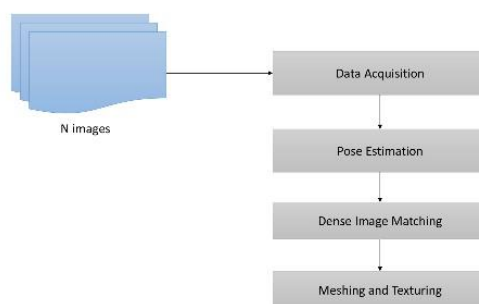 N images
Data Acquisition
Pose Estimation
Dense Image Matching
Meshing and Texturing